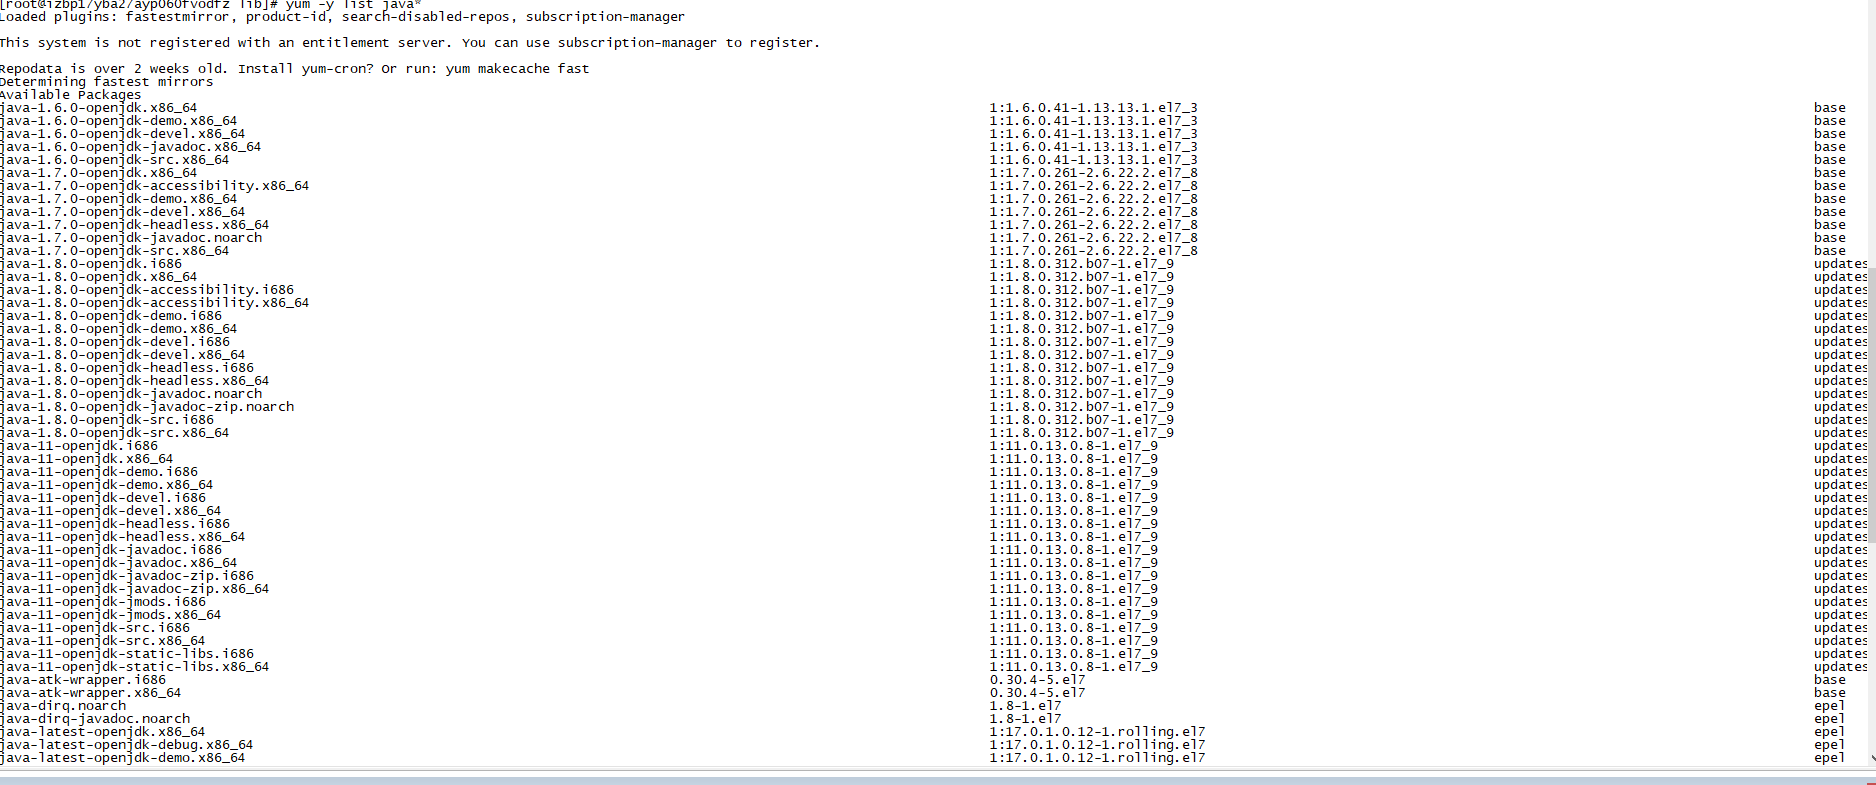 [root@izbp17yba27ayp060fvodfz lib]# yum -y list java*
Loaded plugins: fastestmirror, product-id, search-disabled-repos, subscription-manager
This system is not registered with an entitlement server. You can use subscription-manager to register.
Repodata is over 2 weeks old. Install yum-cron? Or run: yum makecache fast
Determining fastest mirrors
Available Packages
java-1.6.0-openjdk.x86_64 1:1.6.0.41-1.13.13.1.el7_3 base
java-1.6.0-openjdk-demo.x86_64 1:1.6.0.41-1.13.13.1.el7_3 base
java-1.6.0-openjdk-devel.x86_64 1:1.6.0.41-1.13.13.1.el7_3 base
java-1.6.0-openjdk-javadoc.x86_64 1:1.6.0.41-1.13.13.1.el7_3 base
java-1.6.0-openjdk-src.x86_64 1:1.6.0.41-1.13.13.1.el7_3 base
java-1.7.0-openjdk.x86_64 1:1.7.0.261-2.6.22.2.el7_8 base
java-1.7.0-openjdk-accessibility.x86_64 1:1.7.0.261-2.6.22.2.el7_8 base
java-1.7.0-openjdk-demo.x86_64 1:1.7.0.261-2.6.22.2.el7_8 base
java-1.7.0-openjdk-devel.x86_64 1:1.7.0.261-2.6.22.2.el7_8 base
java-1.7.0-openjdk-headless.x86_64 1:1.7.0.261-2.6.22.2.el7_8 base
java-1.7.0-openjdk-javadoc.noarch 1:1.7.0.261-2.6.22.2.el7_8 base
java-1.7.0-openjdk-src.x86_64 1:1.7.0.261-2.6.22.2.el7_8 base
java-1.8.0-openjdk.i686 1:1.8.0.312.b07-1.el7_9 updates
java-1.8.0-openjdk.x86_64 1:1.8.0.312.b07-1.el7_9 updates
java-1.8.0-openjdk-accessibility.i686 1:1.8.0.312.b07-1.el7_9 updates
java-1.8.0-openjdk-accessibility.x86_64 1:1.8.0.312.b07-1.el7_9 updates
java-1.8.0-openjdk-demo.i686 1:1.8.0.312.b07-1.el7_9 updates
java-1.8.0-openjdk-demo.x86_64 1:1.8.0.312.b07-1.el7_9 updates
java-1.8.0-openjdk-devel.i686 1:1.8.0.312.b07-1.el7_9 updates
java-1.8.0-openjdk-devel.x86_64 1:1.8.0.312.b07-1.el7_9 updates
java-1.8.0-openjdk-headless.i686 1:1.8.0.312.b07-1.el7_9 updates
java-1.8.0-openjdk-headless.x86_64 1:1.8.0.312.b07-1.el7_9 updates
java-1.8.0-openjdk-javadoc.noarch 1:1.8.0.312.b07-1.el7_9 updates
java-1.8.0-openjdk-javadoc-zip.noarch 1:1.8.0.312.b07-1.el7_9 updates
java-1.8.0-openjdk-src.i686 1:1.8.0.312.b07-1.el7_9 updates
java-1.8.0-openjdk-src.x86_64 1:1.8.0.312.b07-1.el7_9 updates
java-11-openjdk.i686 1:11.0.13.0.8-1.el7_9 updates
java-11-openjdk.x86_64 1:11.0.13.0.8-1.el7_9 updates
java-11-openjdk-demo.i686 1:11.0.13.0.8-1.el7_9 updates
java-11-openjdk-demo.x86_64 1:11.0.13.0.8-1.el7_9 updates
java-11-openjdk-devel.i686 1:11.0.13.0.8-1.el7_9 updates
java-11-openjdk-devel.x86_64 1:11.0.13.0.8-1.el7_9 updates
java-11-openjdk-headless.i686 1:11.0.13.0.8-1.el7_9 updates
java-11-openjdk-headless.x86_64 1:11.0.13.0.8-1.el7_9 updates
java-11-openjdk-javadoc.i686 1:11.0.13.0.8-1.el7_9 updates
java-11-openjdk-javadoc.x86_64 1:11.0.13.0.8-1.el7_9 updates
java-11-openjdk-javadoc-zip.i686 1:11.0.13.0.8-1.el7_9 updates
java-11-openjdk-javadoc-zip.x86_64 1:11.0.13.0.8-1.el7_9 updates
java-11-openjdk-jmods.i686 1:11.0.13.0.8-1.el7_9 updates
java-11-openjdk-jmods.x86_64 1:11.0.13.0.8-1.el7_9 updates
java-11-openjdk-src.i686 1:11.0.13.0.8-1.el7_9 updates
java-11-openjdk-src.x86_64 1:11.0.13.0.8-1.el7_9 updates
java-11-openjdk-static-libs.i686 1:11.0.13.0.8-1.el7_9 updates
java-11-openjdk-static-libs.x86_64 1:11.0.13.0.8-1.el7_9 updates
java-atk-wrapper.i686 0.30.4-5.el7 base
java-atk-wrapper.x86_64 0.30.4-5.el7 base
java-dirq.noarch 1.8-1.el7 epel
java-dirq-javadoc.noarch 1.8-1.el7 epel
java-latest-openjdk.x86_64 1:17.0.1.0.12-1.rolling.el7 epel
java-latest-openjdk-debug.x86_64 1:17.0.1.0.12-1.rolling.el7 epel
java-latest-openjdk-demo.x86_64 1:17.0.1.0.12-1.rolling.el7 epel